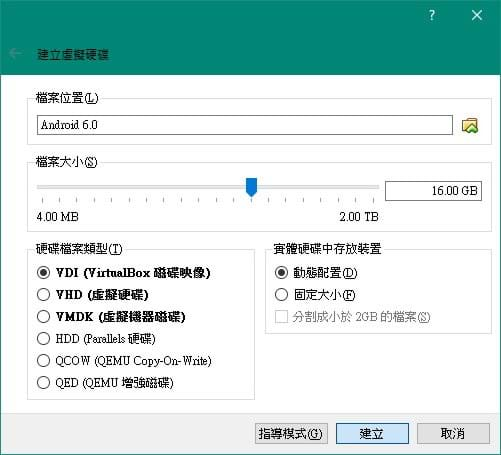 ?
建立虛擬硬碟
檔案位置(L)
Android 6.0
檔案大小(S)
16.00 GB
4.00 MB 2.00 TB
硬碟檔案類型(T)
VDI (VirtualBox 磁碟映像)
VHD (虛擬硬碟)
VMDK (虛擬機器磁碟)
HDD (Parallels 硬碟)
QCOW (QEMU Copy-On-Write)
QED (QEMU 增強磁碟)
實體硬碟中存放裝置
動態配置(D)
固定大小(F)
分割成小於 2GB 的檔案(S)
指導模式(G) 建立 取消